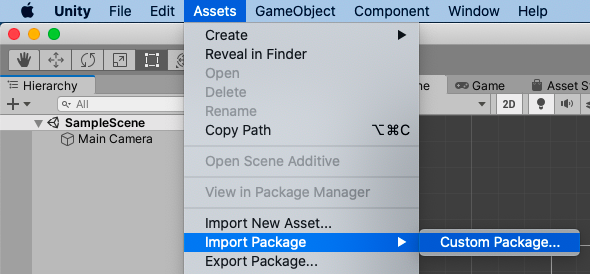 Unity File Edit Assets GameObject Component Window Help
Create
Reveal in Finder
Open
Delete
Rename
Copy Path ⌥⌘C
Open Scene Additive
View in Package Manager
Import New Asset...
Import Package
Custom Package...
Export Package...
Hierarchy
All
SampleScene
Main Camera
ne
Game
Asset S
2D